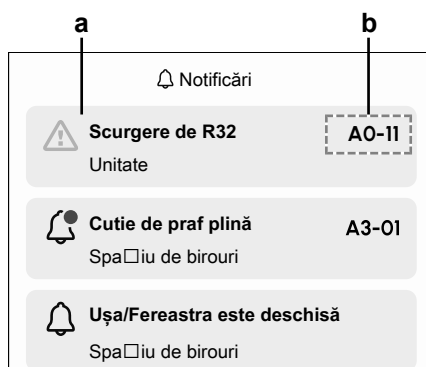 a b
Notificări
Scurgere de R32 A0-11
Unitate
Cutie de praf plină A3-01
Spa□iu de birouri
Ușa/Fereastra este deschisă
Spa□iu de birouri